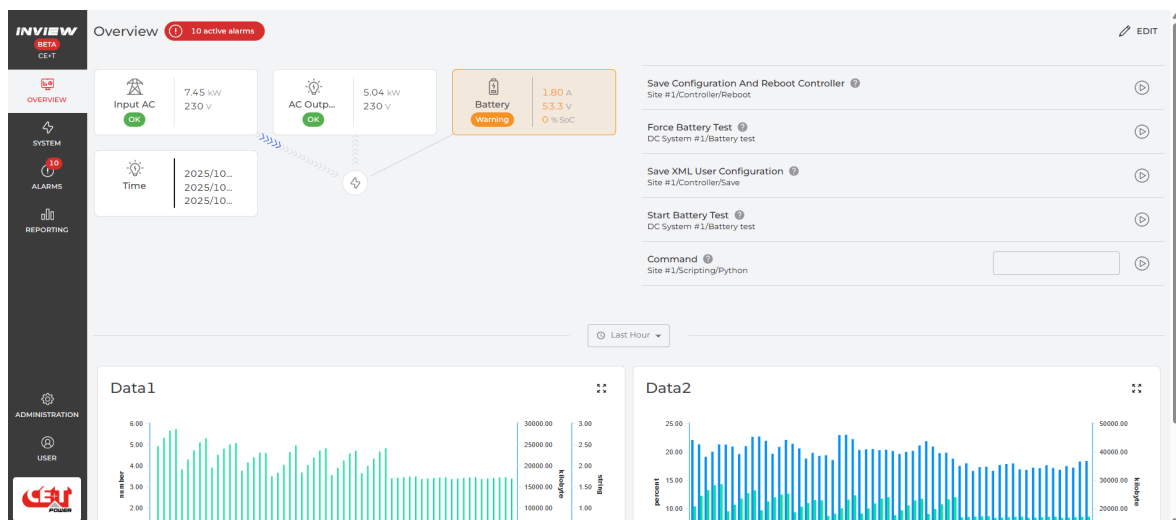 INVIEW
BETA
CE+T
OVERVIEW
SYSTEM
10
ALARMS
REPORTING
ADMINISTRATION
USER
CE+T
POWER
Overview
10 active alarms
EDIT
Input AC
OK
7.45 kW
230 V
AC Outp...
OK
5.04 kW
230 V
Battery
Warning
1.80 A
53.3 V
0 % SoC
Time
2025/10...
2025/10...
2025/10...
Save Configuration And Reboot Controller ?
Site #1/Controller/Reboot
Force Battery Test ?
DC System #1/Battery test
Save XML User Configuration ?
Site #1/Controller/Save
Start Battery Test ?
DC System #1/Battery test
Command ?
Site #1/Scripting/Python
Last Hour
Data1
6.00
5.00
4.00
3.00
2.00
number
30000.00
25000.00
20000.00
15000.00
10000.00
kilobyte
3.00
2.50
2.00
1.50
1.00
string
Data2
25.00
20.00
15.00
10.00
percent
50000.00
40000.00
30000.00
20000.00
kilobyte